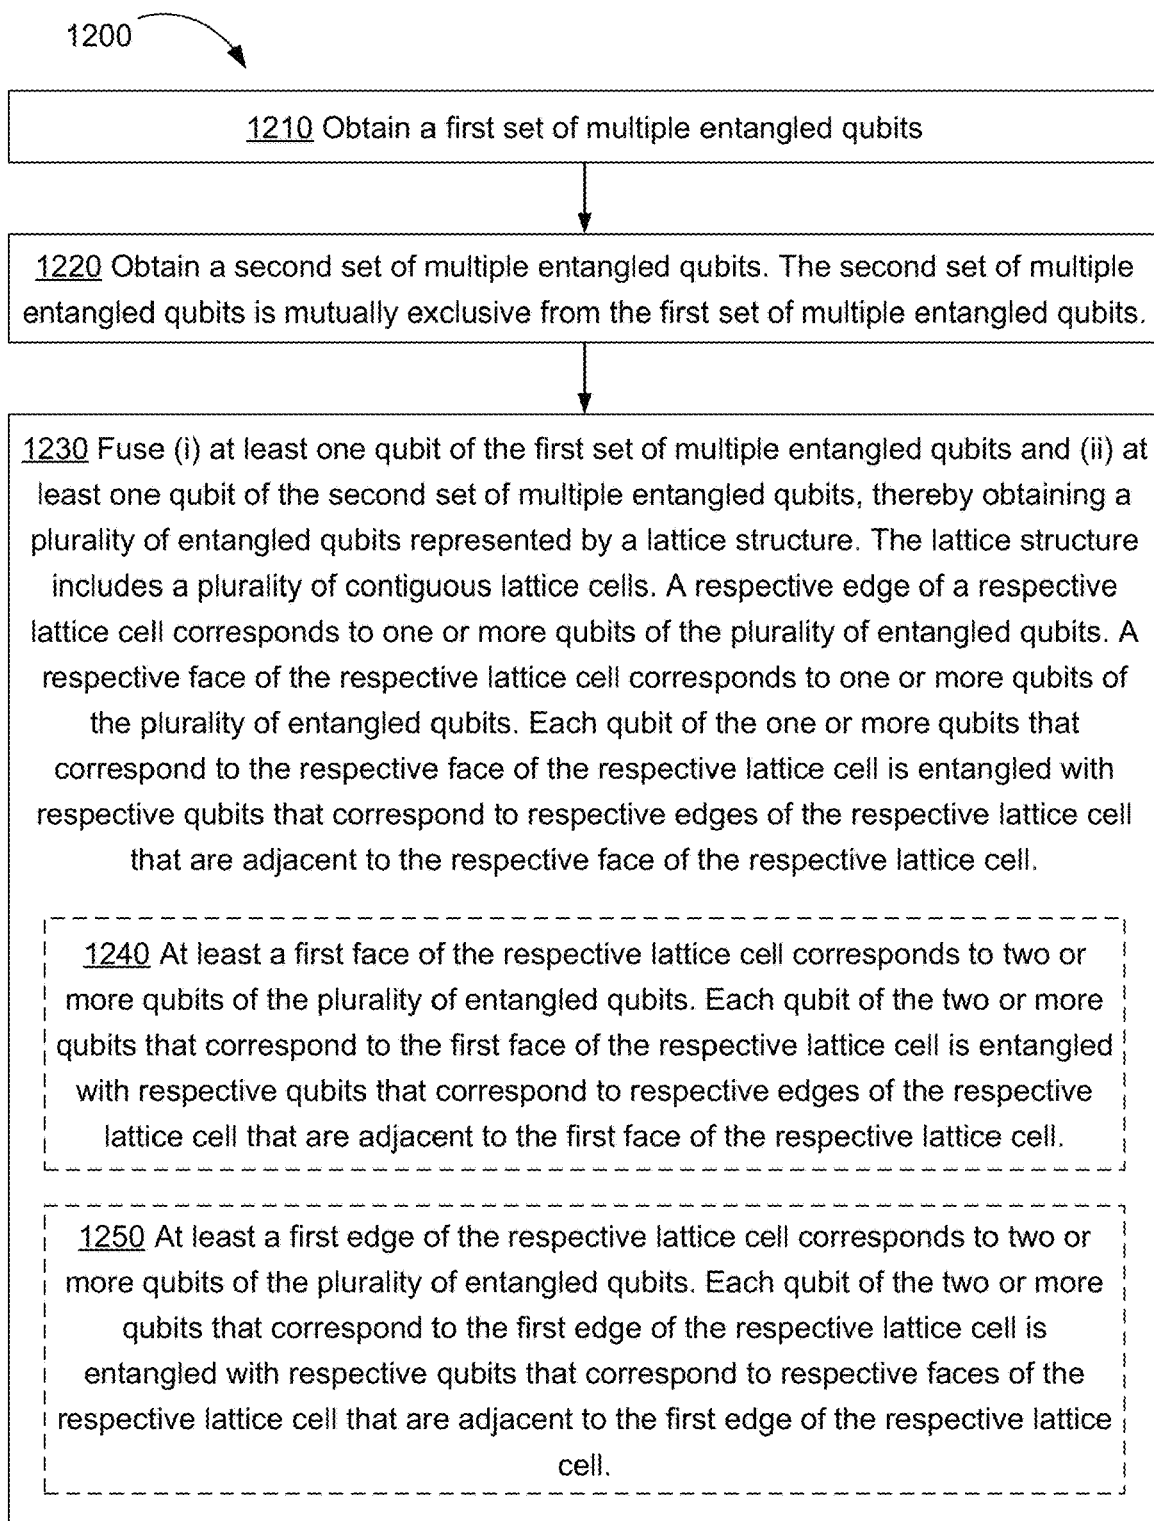 1200
1210 Obtain a first set of multiple entangled qubits
1220 Obtain a second set of multiple entangled qubits. The second set of multiple
entangled qubits is mutually exclusive from the first set of multiple entangled qubits.
1230 Fuse (i) at least one qubit of the first set of multiple entangled qubits and (ii) at
least one qubit of the second set of multiple entangled qubits, thereby obtaining a
plurality of entangled qubits represented by a lattice structure. The lattice structure
includes a plurality of contiguous lattice cells. A respective edge of a respective
lattice cell corresponds to one or more qubits of the plurality of entangled qubits. A
respective face of the respective lattice cell corresponds to one or more qubits of
the plurality of entangled qubits. Each qubit of the one or more qubits that
correspond to the respective face of the respective lattice cell is entangled with
respective qubits that correspond to respective edges of the respective lattice cell
that are adjacent to the respective face of the respective lattice cell.
1240 At least a first face of the respective lattice cell corresponds to two or
more qubits of the plurality of entangled qubits. Each qubit of the two or more
qubits that correspond to the first face of the respective lattice cell is entangled
with respective qubits that correspond to respective edges of the respective
lattice cell that are adjacent to the first face of the respective lattice cell.
1250 At least a first edge of the respective lattice cell corresponds to two or
more qubits of the plurality of entangled qubits. Each qubit of the two or more
qubits that correspond to the first edge of the respective lattice cell is
entangled with respective qubits that correspond to respective faces of the
respective lattice cell that are adjacent to the first edge of the respective lattice
cell.